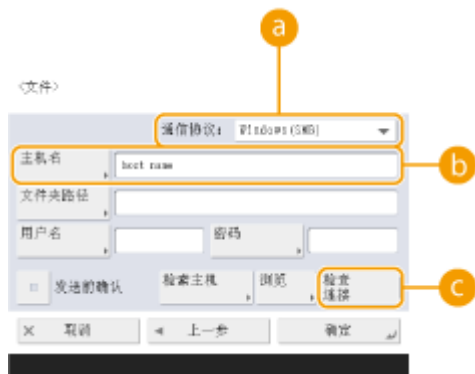 a
<文件>
通信协议： Windows(SMB)
主机名 host name b
文件夹路径
用户名 密码
发送前确认 检索主机 浏览 检查连接 c
取消 上一步 确定